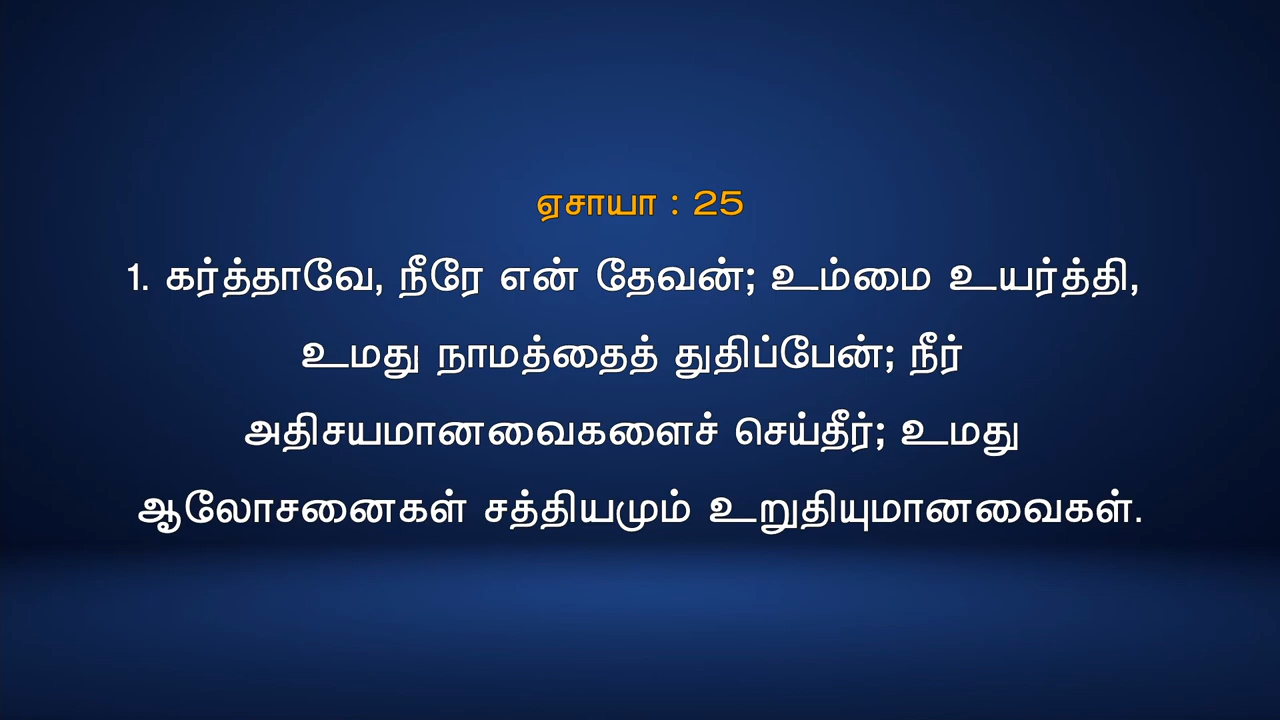 ஏசாயா : 25
1. கர்த்தாவே, நீரே என் தேவன்; உம்மை உயர்த்தி,
உமது நாமத்தைத் துதிப்பேன்; நீர்
அதிசயமானவைகளைச் செய்தீர்; உமது
ஆலோசனைகள் சத்தியமும் உறுதியுமானவைகள்.